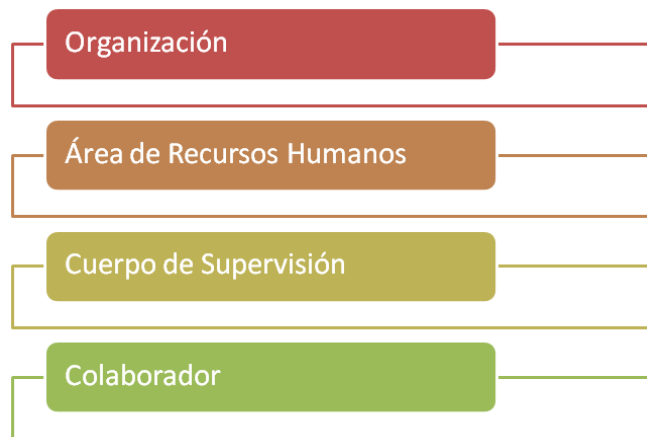 Organización
Área de Recursos Humanos
Cuerpo de Supervisión
Colaborador